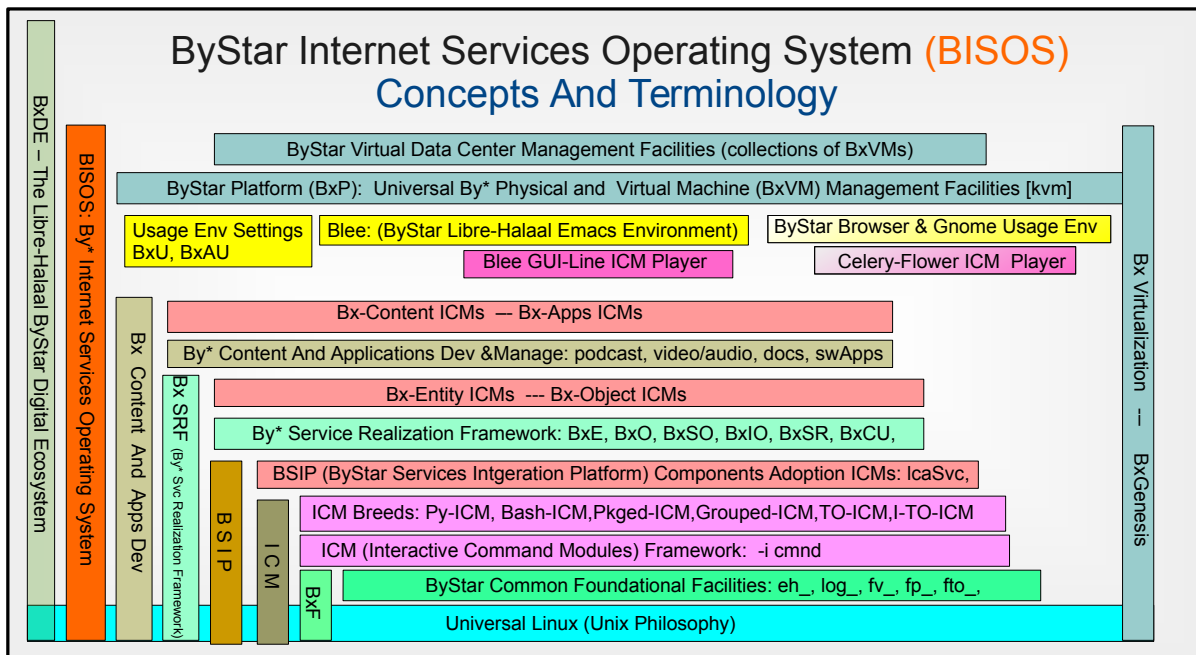 ByStar Internet Services Operating System (BISOS)
Concepts And Terminology
BxDE – The Libre-Halaal ByStar Digital Ecosystem
BISOS: By* Internet Services Operating System
ByStar Virtual Data Center Management Facilities (collections of BxVMs)
ByStar Platform (BxP): Universal By* Physical and Virtual Machine (BxVM) Management Facilities [kvm]
Usage Env Settings
BxU, BxAU
Blee: (ByStar Libre-Halaal Emacs Environment)
ByStar Browser & Gnome Usage Env
Blee GUI-Line ICM Player
Celery-Flower ICM Player
Bx Content And Apps Dev
Bx-Content ICMs --- Bx-Apps ICMs
By* Content And Applications Dev &Manage: podcast, video/audio, docs, swApps
Bx SRF (By* Svc Realization Framework)
Bx-Entity ICMs --- Bx-Object ICMs
By* Service Realization Framework: BxE, BxO, BxSO, BxIO, BxSR, BxCU,
BSIP
BSIP (ByStar Services Intgeration Platform) Components Adoption ICMs: IcaSvc,
ICM
ICM Breeds: Py-ICM, Bash-ICM,Pkged-ICM,Grouped-ICM,TO-ICM,I-TO-ICM
ICM (Interactive Command Modules) Framework: -i cmnd
BxF
ByStar Common Foundational Facilities: eh_, log_, fv_, fp_, fto_,
Universal Linux (Unix Philosophy)
Bx Virtualization --- BxGenesis